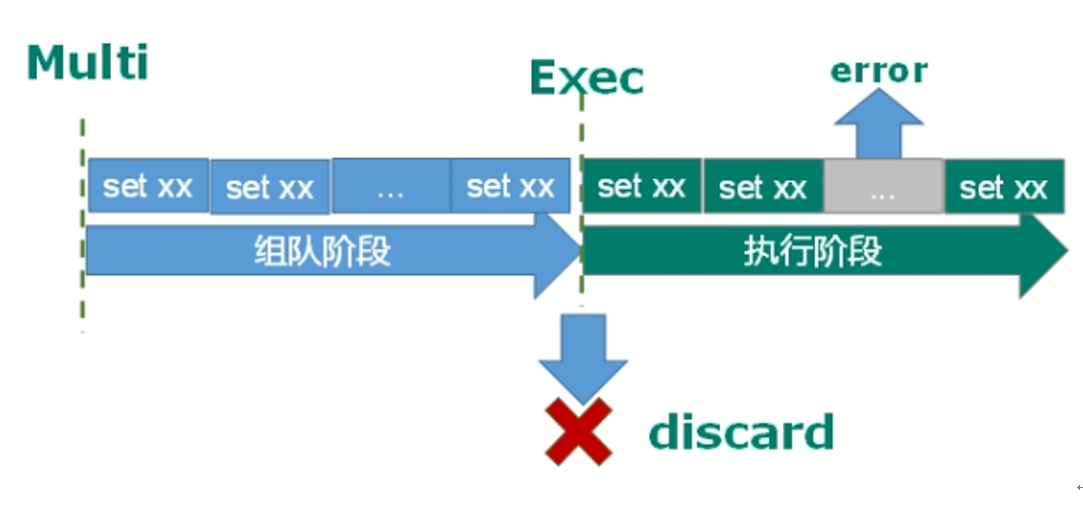 Multi
Exec
error
set xx
set xx
...
set xx
set xx
set xx
...
set xx
组队阶段
执行阶段
discard